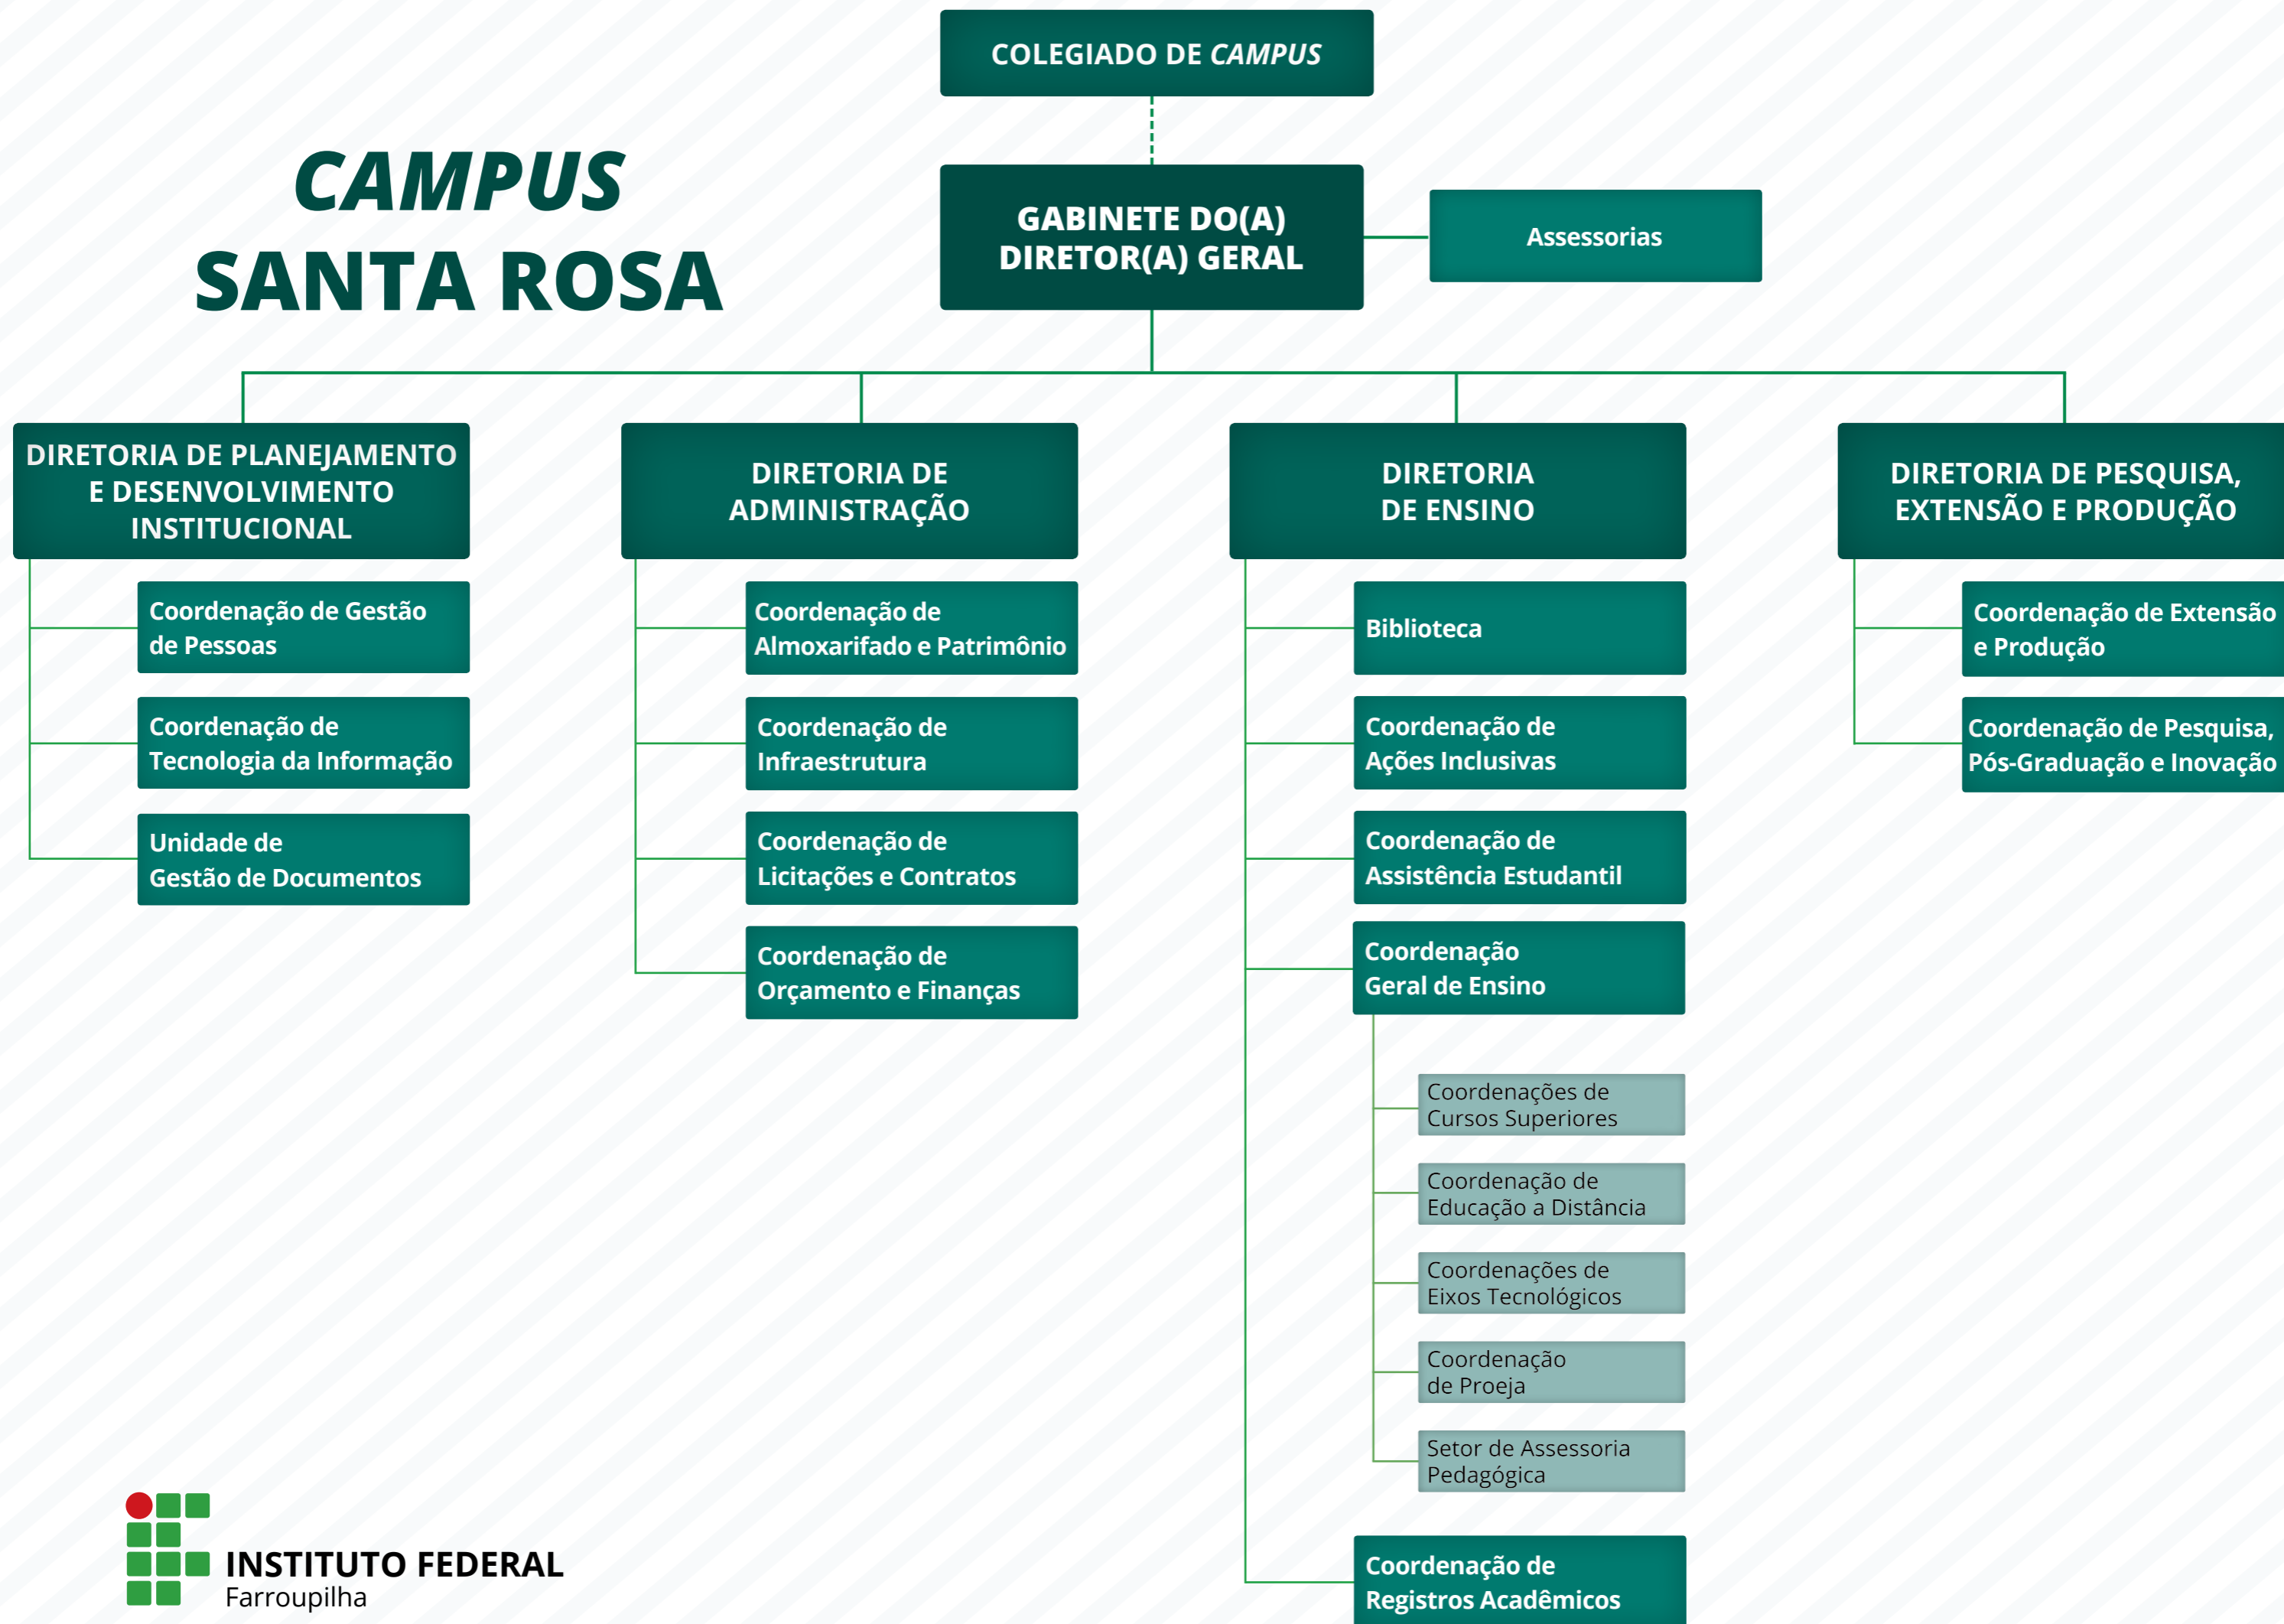 COLEGIADO DE CAMPUS
CAMPUS
SANTA ROSA
GABINETE DO(A)
DIRETOR(A) GERAL
Assessorias
DIRETORIA DE PLANEJAMENTO
E DESENVOLVIMENTO
INSTITUCIONAL
Coordenação de Gestão
de Pessoas
Coordenação de
Tecnologia da Informação
Unidade de
Gestão de Documentos
DIRETORIA DE
ADMINISTRAÇÃO
Coordenação de
Almoxarifado e Patrimônio
Coordenação de
Infraestrutura
Coordenação de
Licitações e Contratos
Coordenação de
Orçamento e Finanças
DIRETORIA
DE ENSINO
Biblioteca
Coordenação de
Ações Inclusivas
Coordenação de
Assistência Estudantil
Coordenação
Geral de Ensino
Coordenações de
Cursos Superiores
Coordenação de
Educação a Distância
Coordenações de
Eixos Tecnológicos
Coordenação
de Proeja
Setor de Assessoria
Pedagógica
Coordenação de
Registros Acadêmicos
DIRETORIA DE PESQUISA,
EXTENSÃO E PRODUÇÃO
Coordenação de Extensão
e Produção
Coordenação de Pesquisa,
Pós-Graduação e Inovação
INSTITUTO FEDERAL
Farroupilha